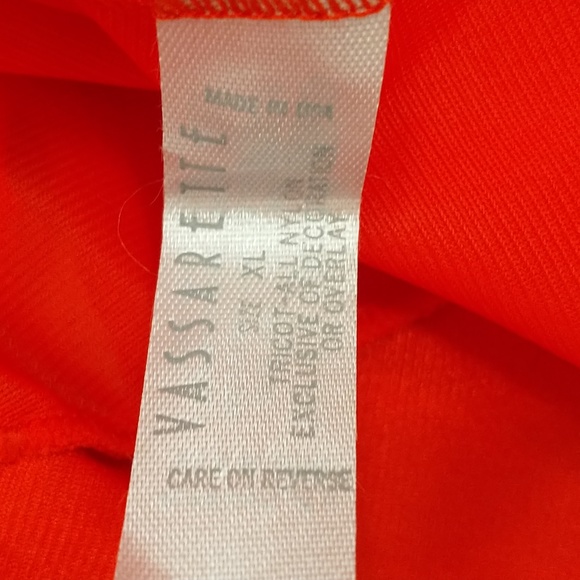 MADE IN USA
VASSARETTE
SIZE XL
TRICOT-ALL NYLON
EXCLUSIVE OF DECORATION
OR OVERLAY
CARE ON REVERSE